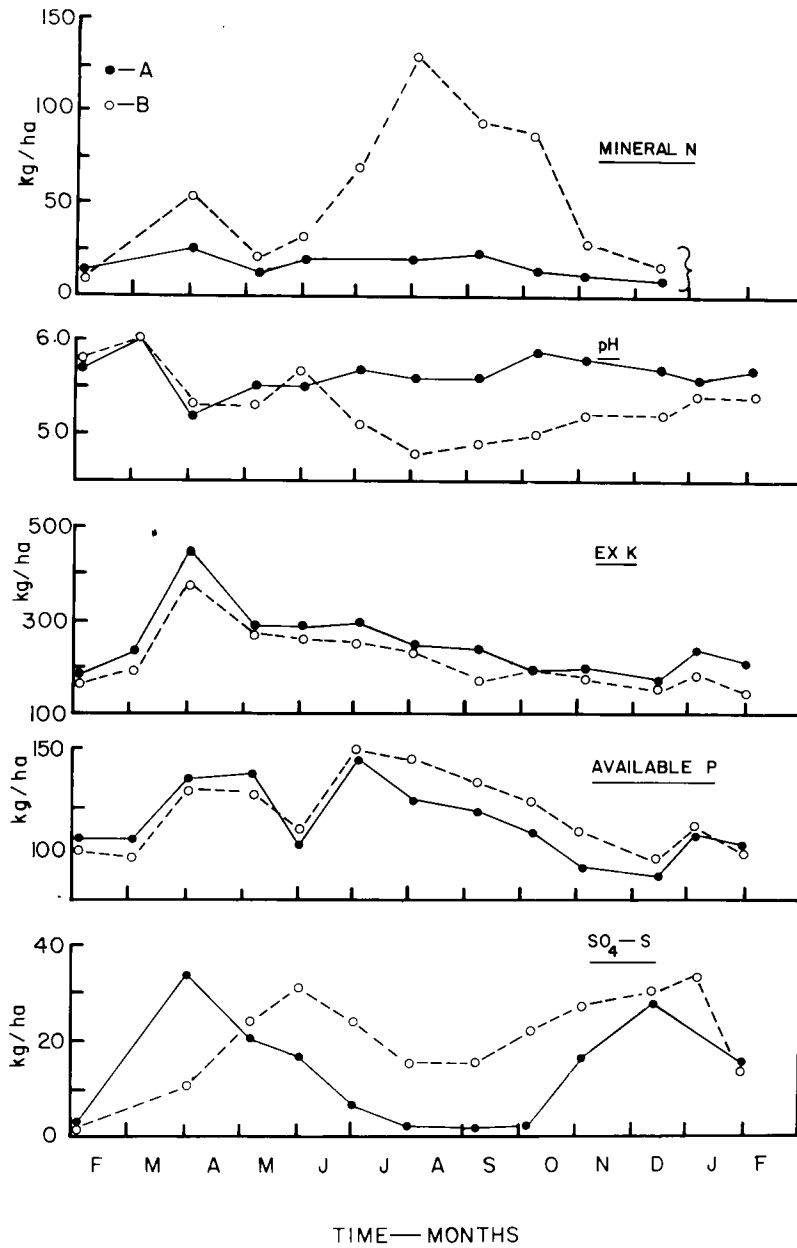 150
100
50
0
kg/ha
●—A
○—B
MINERAL N
6.0
5.0
pH
500
300
100
kg/ha
EX K
150
100
kg/ha
AVAILABLE P
40
20
0
kg/ha
SO4—S
F M A M J J A S O N D J F
TIME—MONTHS